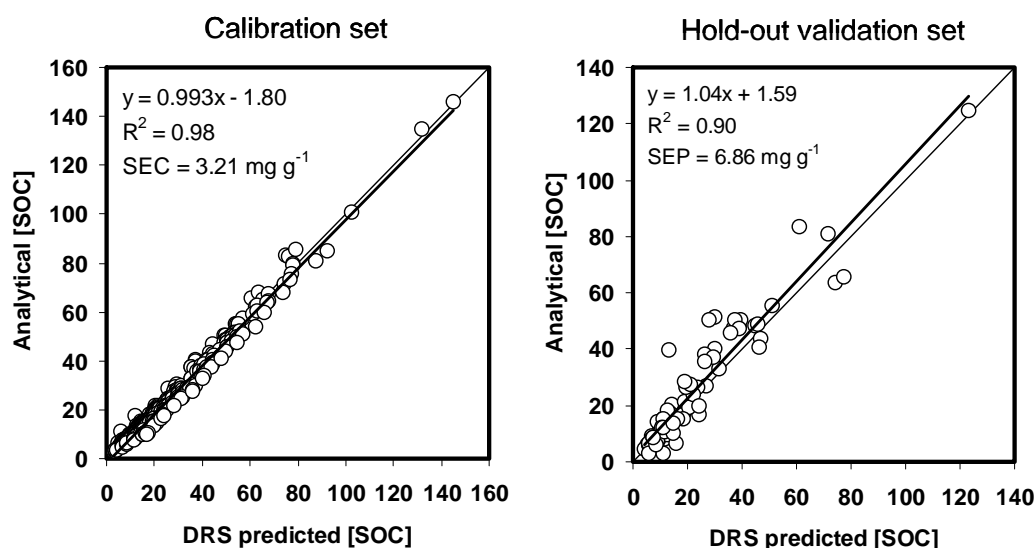 Calibration set
160
140
120
100
80
60
40
20
0
y = 0.993x - 1.80
R² = 0.98
SEC = 3.21 mg g⁻¹
Analytical [SOC]
0 20 40 60 80 100 120 140 160
DRS predicted [SOC]
Hold-out validation set
140
120
100
80
60
40
20
0
y = 1.04x + 1.59
R² = 0.90
SEP = 6.86 mg g⁻¹
Analytical [SOC]
0 20 40 60 80 100 120 140
DRS predicted [SOC]